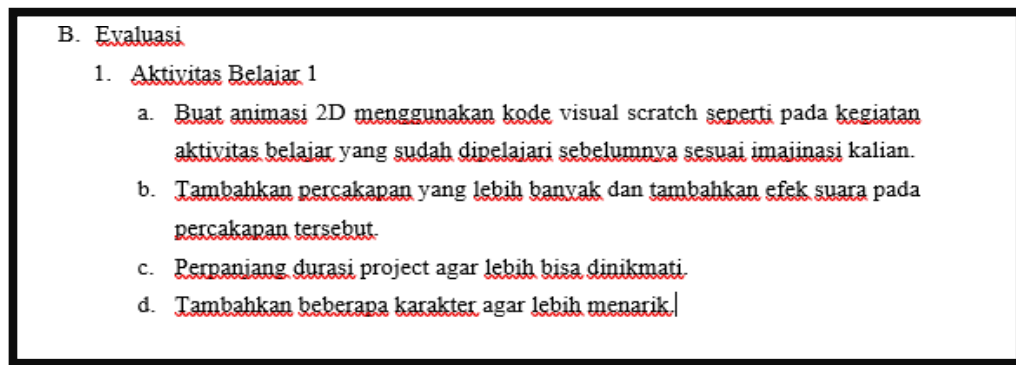 B. Evaluasi
1. Aktivitas Belajar 1
a. Buat animasi 2D menggunakan kode visual scratch seperti pada kegiatan
aktivitas belajar yang sudah dipelajari sebelumnya sesuai imajinasi kalian.
b. Tambahkan percakapan yang lebih banyak dan tambahkan efek suara pada
percakapan tersebut.
c. Perpanjang durasi project agar lebih bisa dinikmati.
d. Tambahkan beberapa karakter agar lebih menarik.